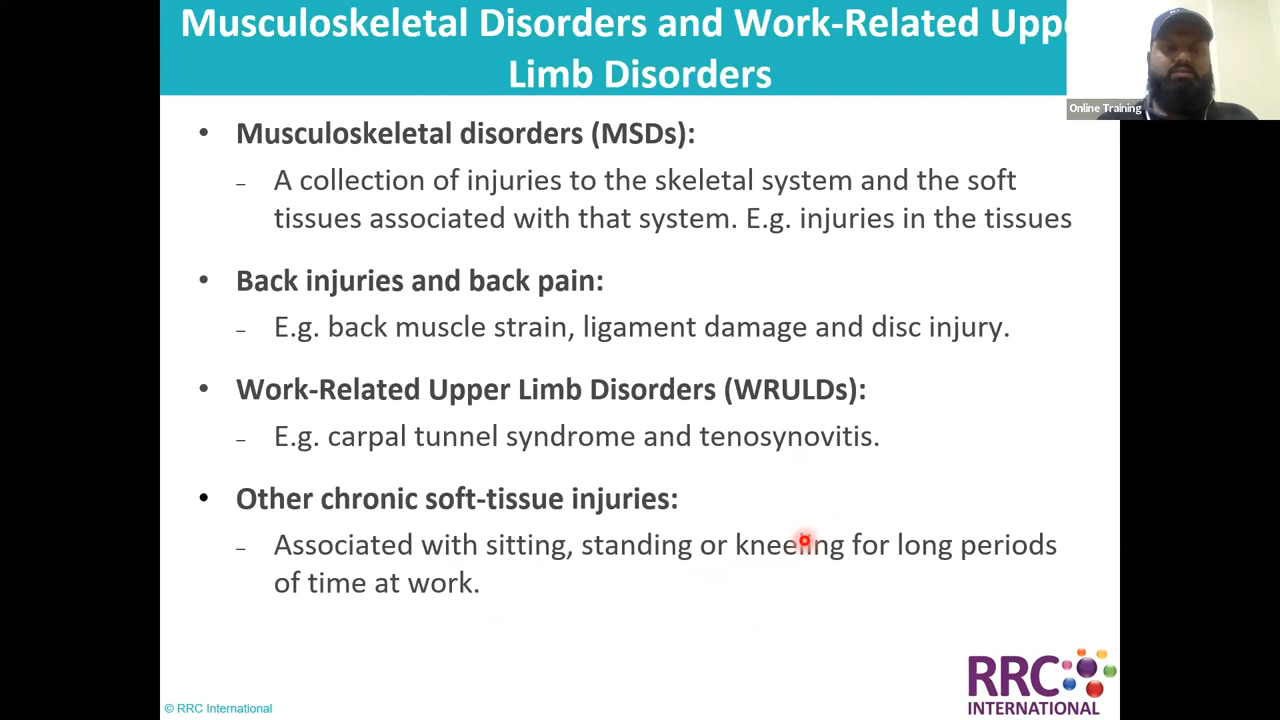 Musculoskeletal Disorders and Work-Related Uppe
Limb Disorders
Online Training
• Musculoskeletal disorders (MSDs):
– A collection of injuries to the skeletal system and the soft
tissues associated with that system. E.g. injuries in the tissues
• Back injuries and back pain:
– E.g. back muscle strain, ligament damage and disc injury.
• Work-Related Upper Limb Disorders (WRULDs):
– E.g. carpal tunnel syndrome and tenosynovitis.
• Other chronic soft-tissue injuries:
– Associated with sitting, standing or kneeling for long periods
of time at work.
RRC
INTERNATIONAL
© RRC International